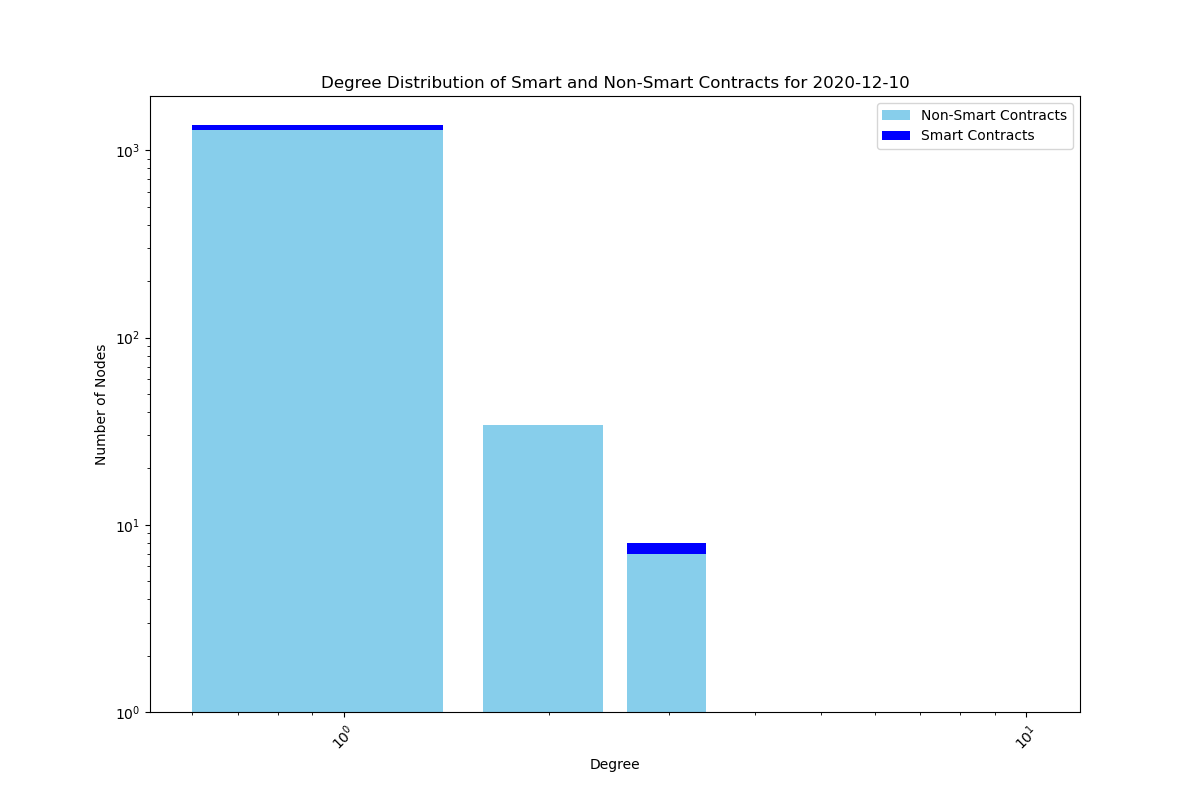 Degree Distribution of Smart and Non-Smart Contracts for 2020-12-10
Non-Smart Contracts
Smart Contracts
Number of Nodes
10³
10²
10¹
10⁰
10⁰
10¹
Degree